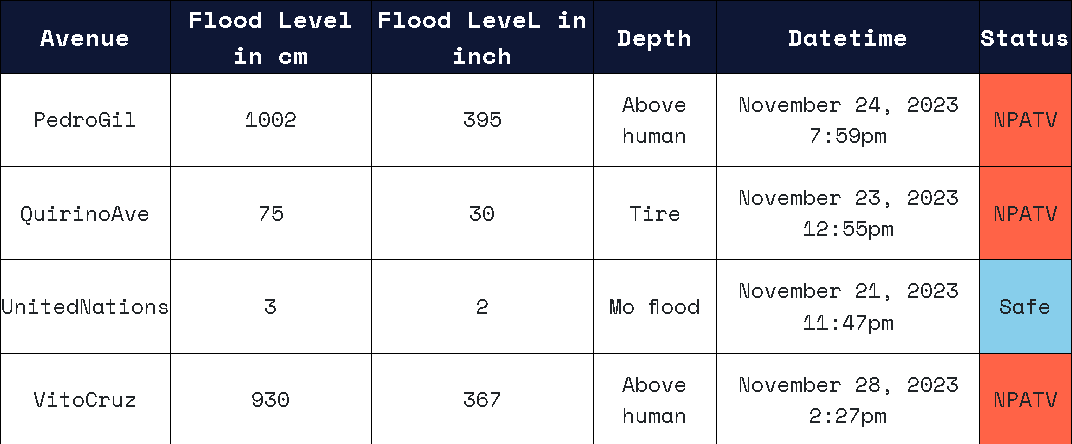 Avenue
Flood Level
in cm
Flood LeveL in
inch
Depth
Datetime
Status
PedroGil
1002
395
Above
human
November 24, 2023
7:59pm
NPATV
QuirinoAve
75
30
Tire
November 23, 2023
12:55pm
NPATV
UnitedNations
3
2
Mo flood
November 21, 2023
11:47pm
Safe
VitoCruz
930
367
Above
human
November 28, 2023
2:27pm
NPATV